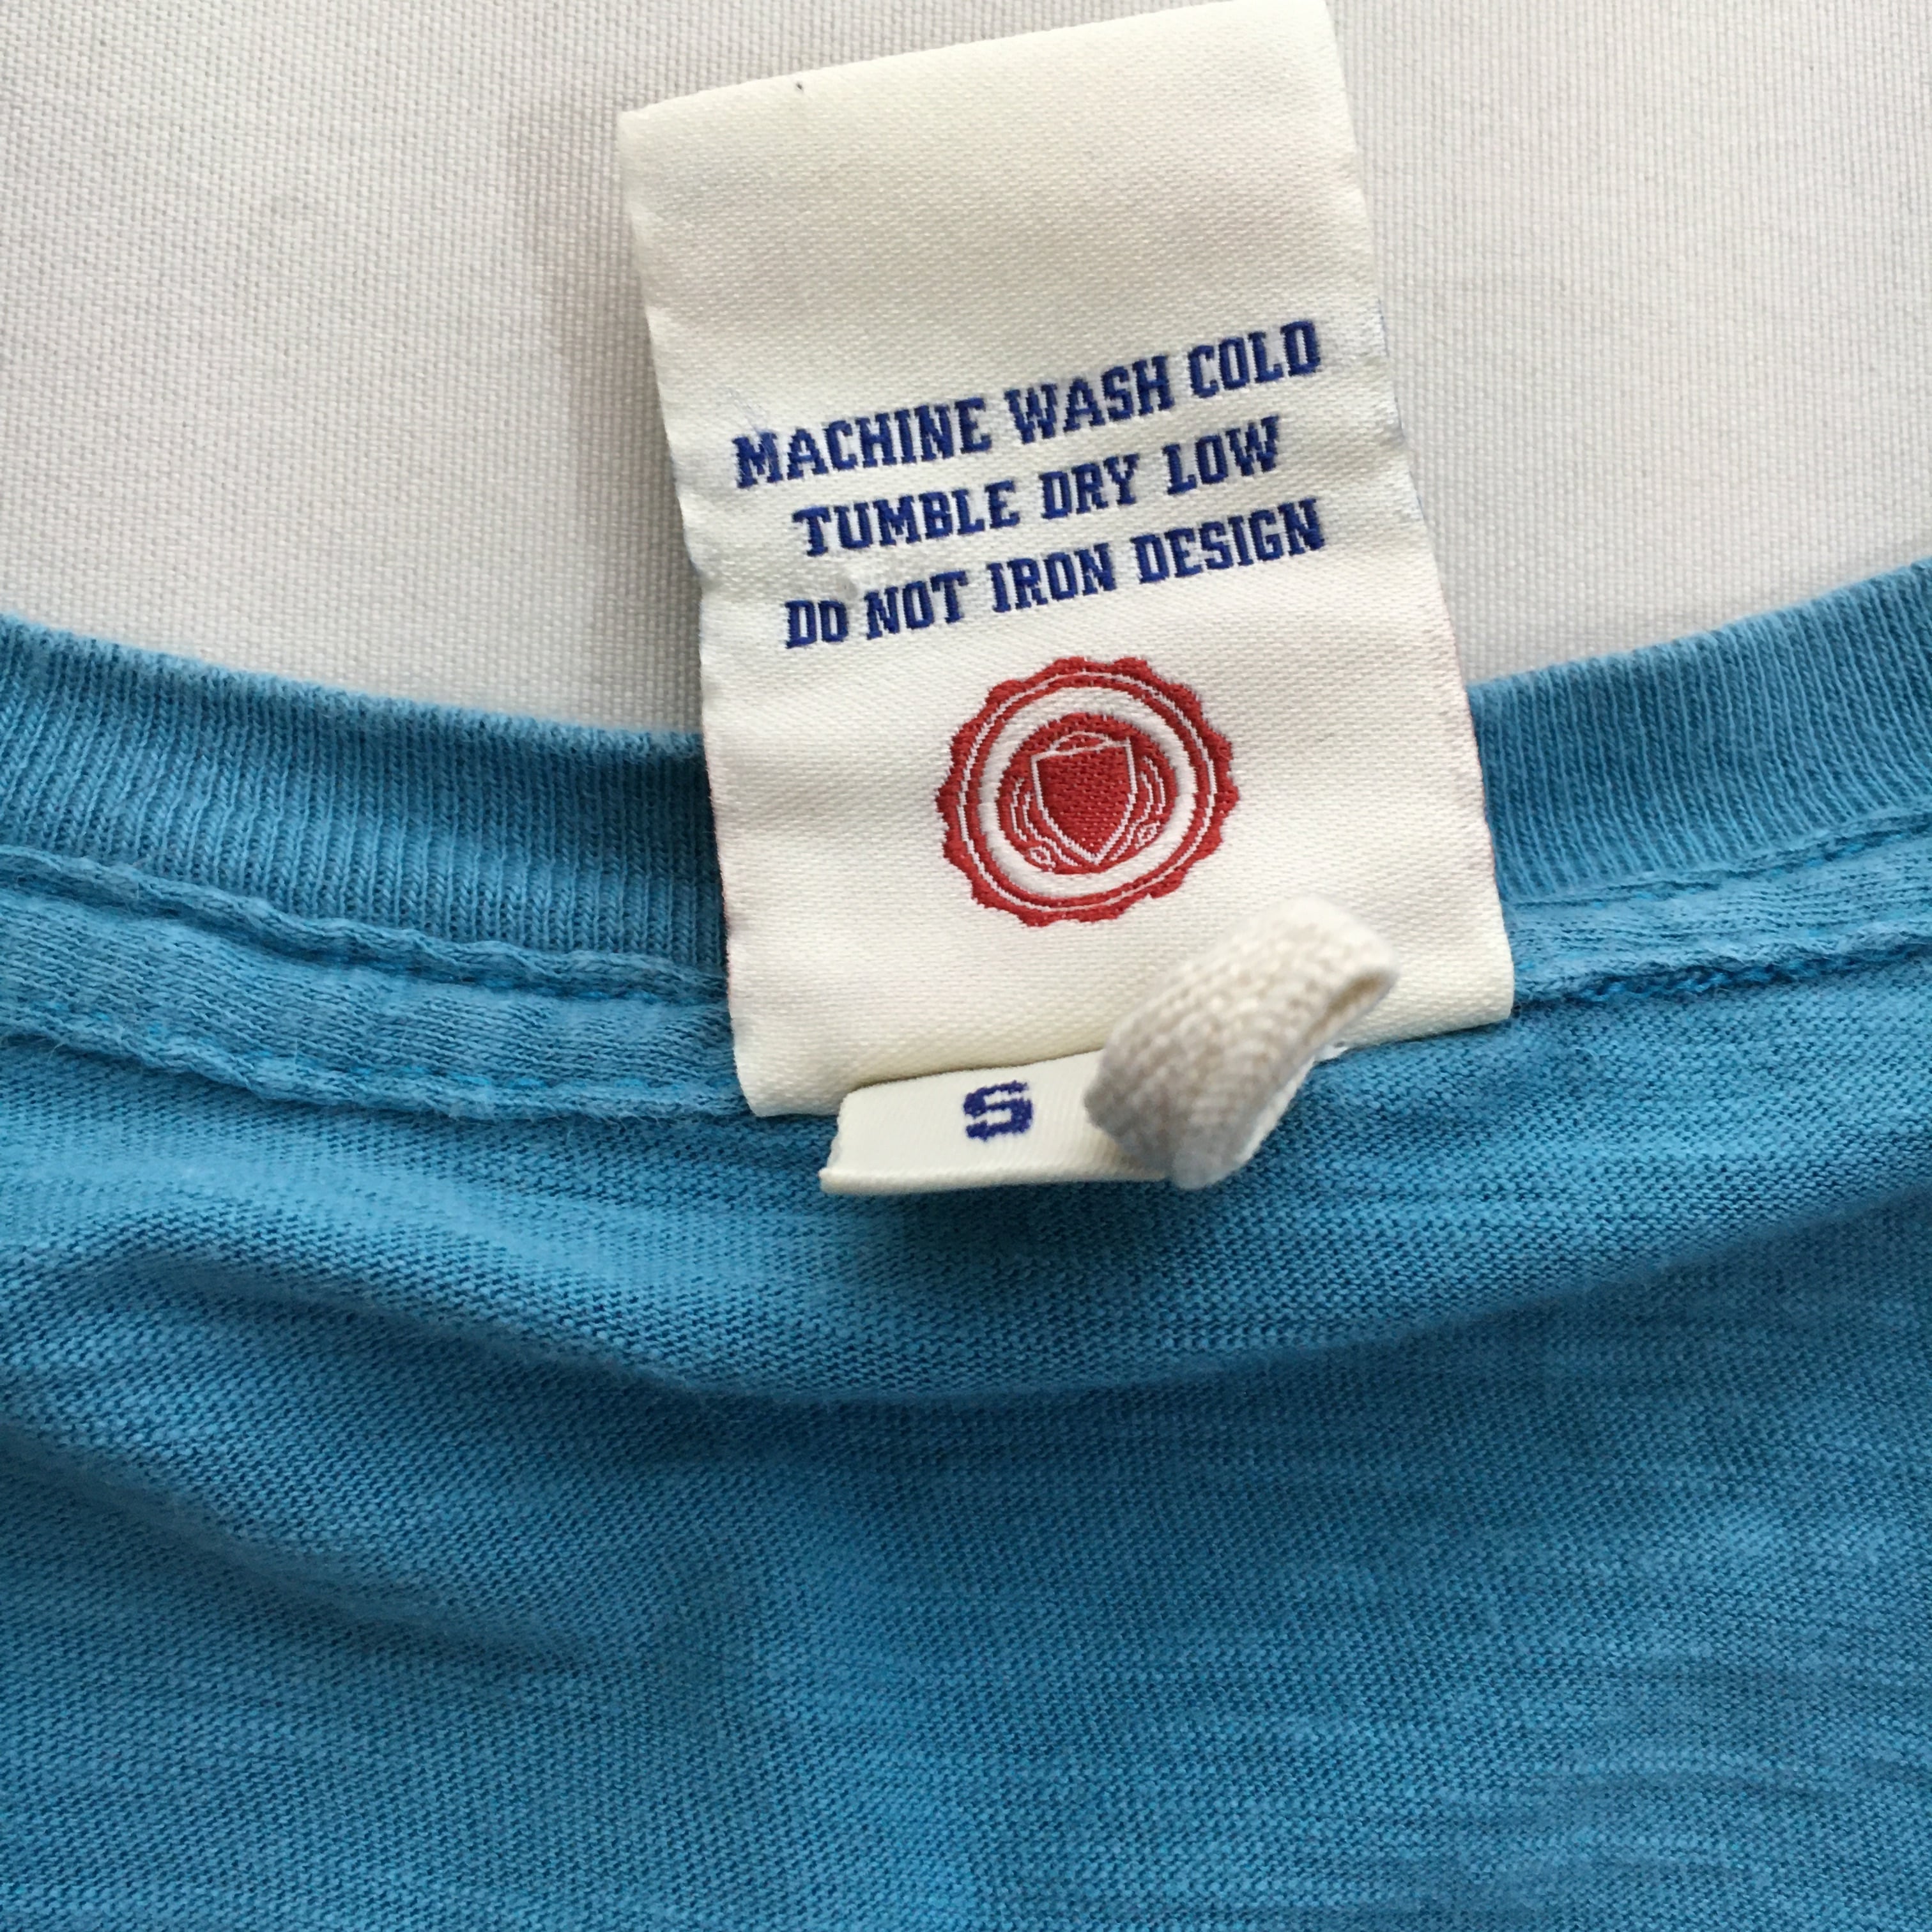 MACHINE WASH COLD
TUMBLE DRY LOW
DO NOT IRON DESIGN
S